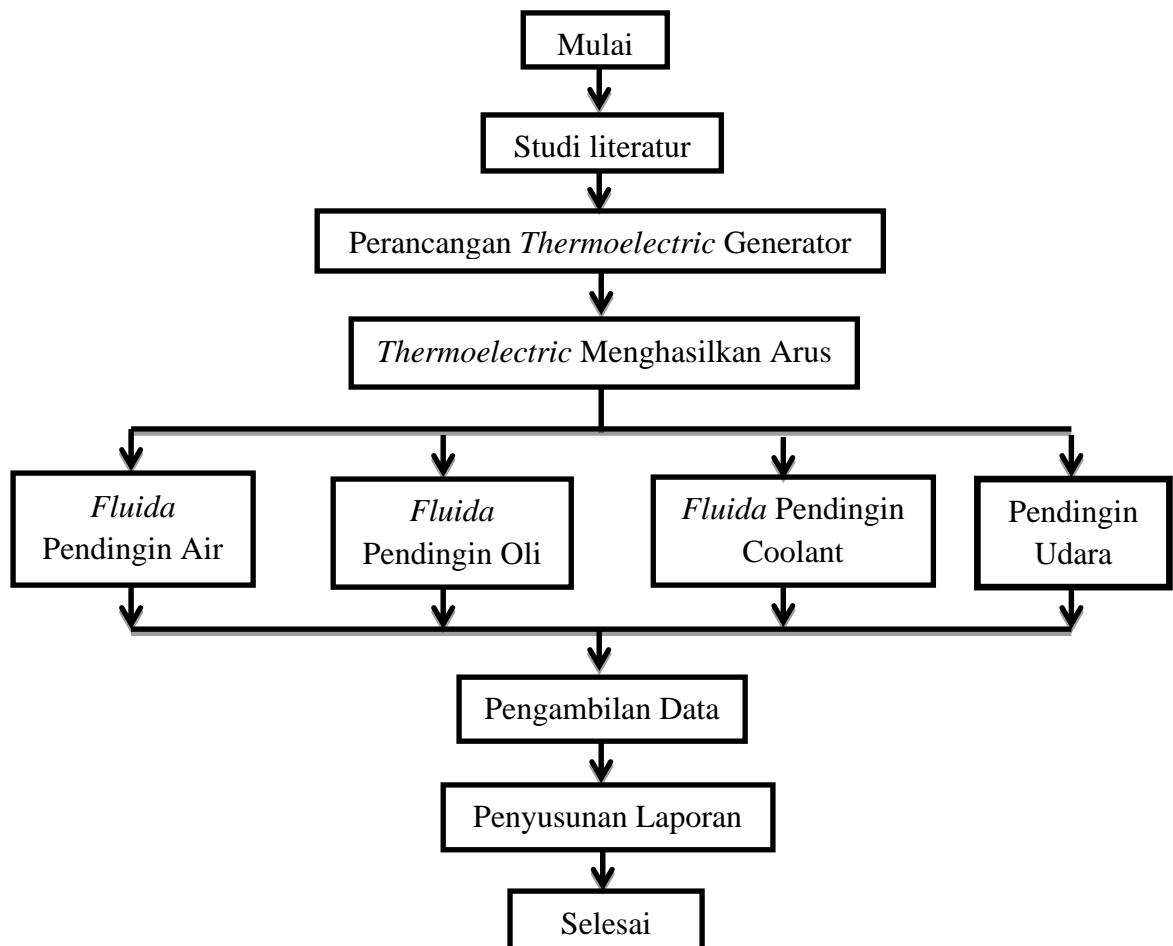 Mulai
Studi literatur
Perancangan Thermoelectric Generator
Thermoelectric Menghasilkan Arus
Fluida
Pendingin Air
Fluida
Pendingin Oli
Fluida Pendingin
Coolant
Pendingin
Udara
Pengambilan Data
Penyusunan Laporan
Selesai